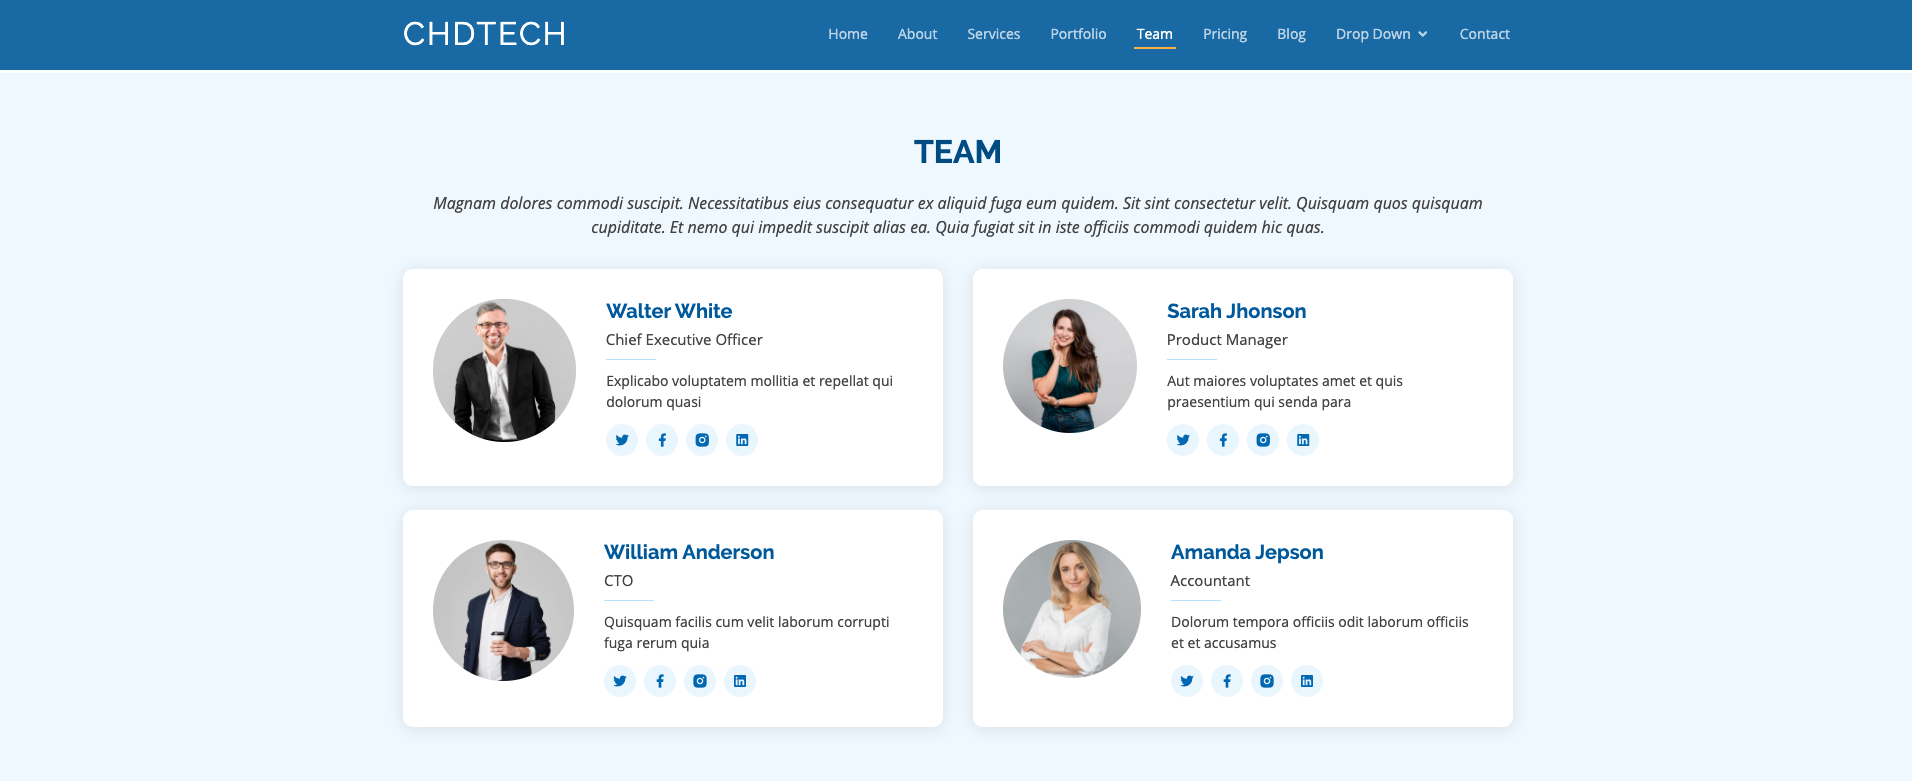 CHDTECH
Home About Services Portfolio Team Pricing Blog Drop Down Contact
TEAM
Magnam dolores commodi suscipit. Necessitatibus eius consequatur ex aliquid fuga eum quidem. Sit sint consectetur velit. Quisquam quos quisquam
cupiditate. Et nemo qui impedit suscipit alias ea. Quia fugiat sit in iste officiis commodi quidem hic quas.
Walter White
Chief Executive Officer
Explicabo voluptatem mollitia et repellat qui
dolorum quasi
Sarah Jhonson
Product Manager
Aut maiores voluptates amet et quis
praesentium qui senda para
William Anderson
CTO
Quisquam facilis cum velit laborum corrupti
fuga rerum quia
Amanda Jepson
Accountant
Dolorum tempora officiis odit laborum officiis
et et accusamus